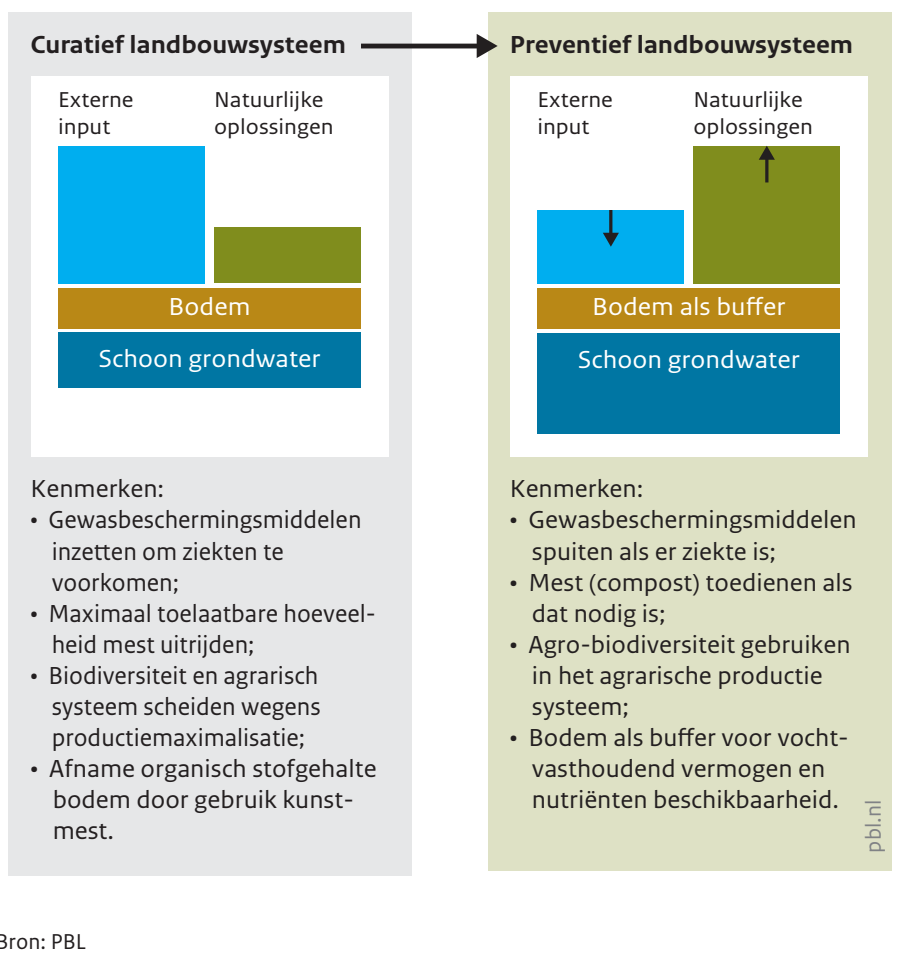 Curatief landbouwsysteem
Externe
input
Natuurlijke
oplossingen
Bodem
Schoon grondwater
Kenmerken:
• Gewasbeschermingsmiddelen
inzetten om ziekten te
voorkomen;
• Maximaal toelaatbare hoeveel-
heid mest uitrijden;
• Biodiversiteit en agrarisch
systeem scheiden wegens
productiemaximalisatie;
• Afname organisch stofgehalte
bodem door gebruik kunst-
mest.
Preventief landbouwsysteem
Externe
input
Natuurlijke
oplossingen
Bodem als buffer
Schoon grondwater
Kenmerken:
• Gewasbeschermingsmiddelen
spuiten als er ziekte is;
• Mest (compost) toedienen als
dat nodig is;
• Agro-biodiversiteit gebruiken
in het agrarische productie
systeem;
• Bodem als buffer voor vocht-
vasthoudend vermogen en
nutriënten beschikbaarheid.
pbl.nl
Bron: PBL